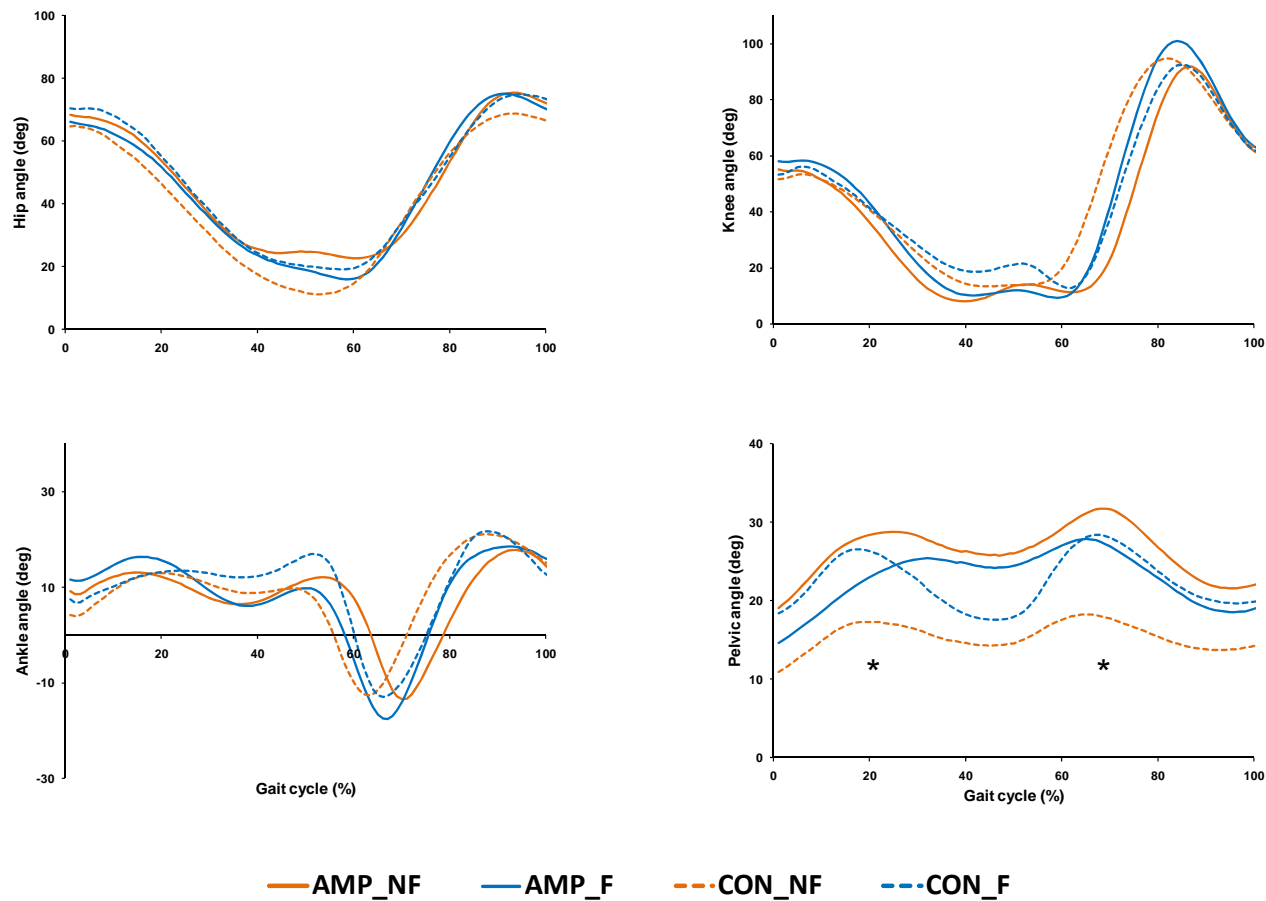 100
80
60
40
20
0
Hip angle (deg)
0 20 40 60 80 100
100
80
60
40
20
0
Knee angle (deg)
0 20 40 60 80 100
30
10
-10
-30
Ankle angle (deg)
0 20 40 60 80 100
Gait cycle (%)
40
30
20
10
0
Pelvic angle (deg)
* *
0 20 40 60 80 100
Gait cycle (%)
AMP_NF AMP_F CON_NF CON_F